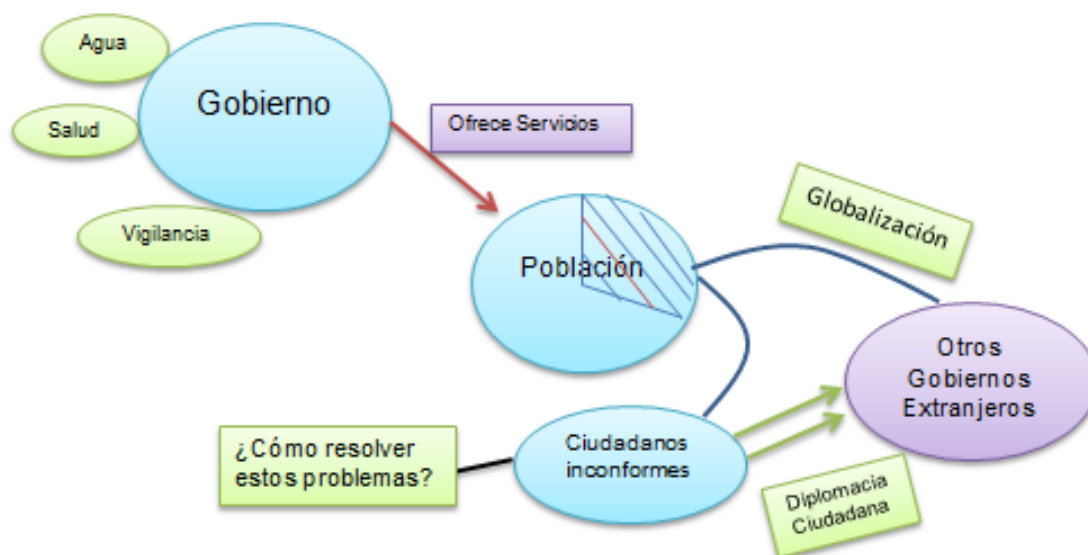 Agua
Gobierno
Salud
Ofrece Servicios
Vigilancia
Globalización
Población
Otros
Gobiernos
Extranjeros
¿Cómo resolver
estos problemas?
Ciudadanos
inconformes
Diplomacia
Ciudadana